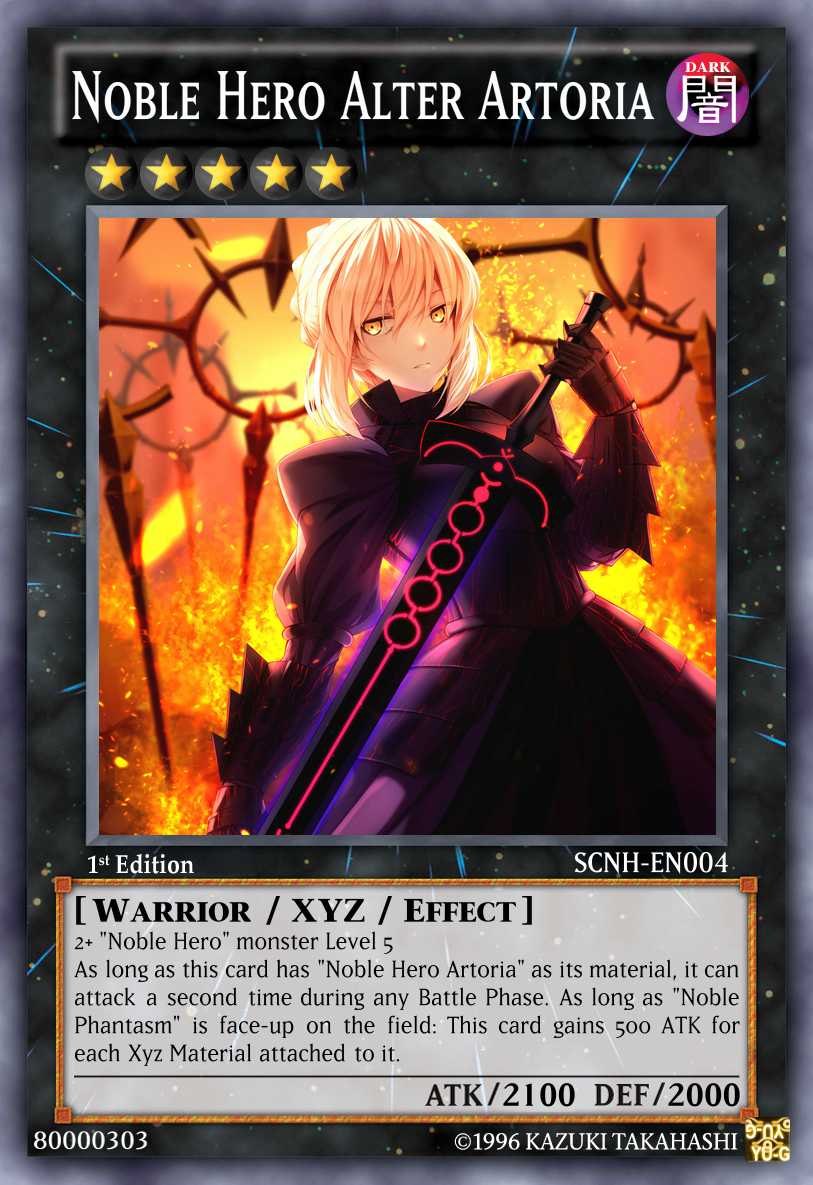 Noble Hero Alter Artoria
DARK
闇
1st Edition
SCNH-EN004
[ Warrior / XYZ / Effect ]
2+ "Noble Hero" monster Level 5
As long as this card has "Noble Hero Artoria" as its material, it can
attack a second time during any Battle Phase. As long as "Noble
Phantasm" is face-up on the field: This card gains 500 ATK for
each Xyz Material attached to it.
ATK/2100 DEF/2000
80000303
©1996 KAZUKI TAKAHASHI